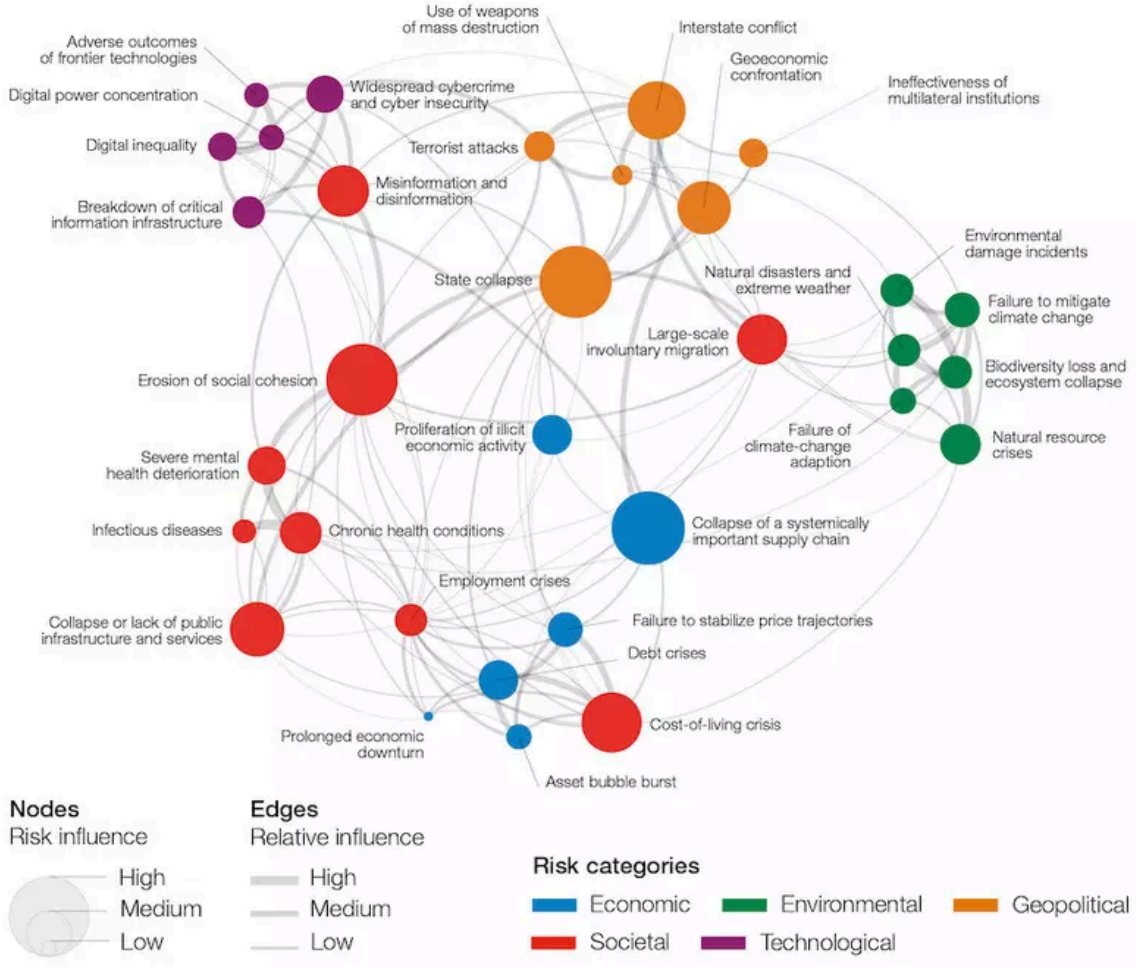 Use of weapons
of mass destruction
Interstate conflict
Adverse outcomes
of frontier technologies
Geoeconomic
confrontation
Ineffectiveness of
multilateral institutions
Digital power concentration
Widespread cybercrime
and cyber insecurity
Digital inequality
Terrorist attacks
Misinformation and
disinformation
Breakdown of critical
information infrastructure
Environmental
damage incidents
State collapse
Natural disasters and
extreme weather
Failure to mitigate
climate change
Large-scale
involuntary migration
Erosion of social cohesion
Biodiversity loss and
ecosystem collapse
Proliferation of illicit
economic activity
Failure of
climate-change
adaption
Natural resource
crises
Severe mental
health deterioration
Infectious diseases
Chronic health conditions
Collapse of a systemically
important supply chain
Employment crises
Collapse or lack of public
infrastructure and services
Failure to stabilize price trajectories
Debt crises
Cost-of-living crisis
Prolonged economic
downturn
Asset bubble burst
Nodes
Risk influence
High
Medium
Low
Edges
Relative influence
High
Medium
Low
Risk categories
Economic
Environmental
Geopolitical
Societal
Technological